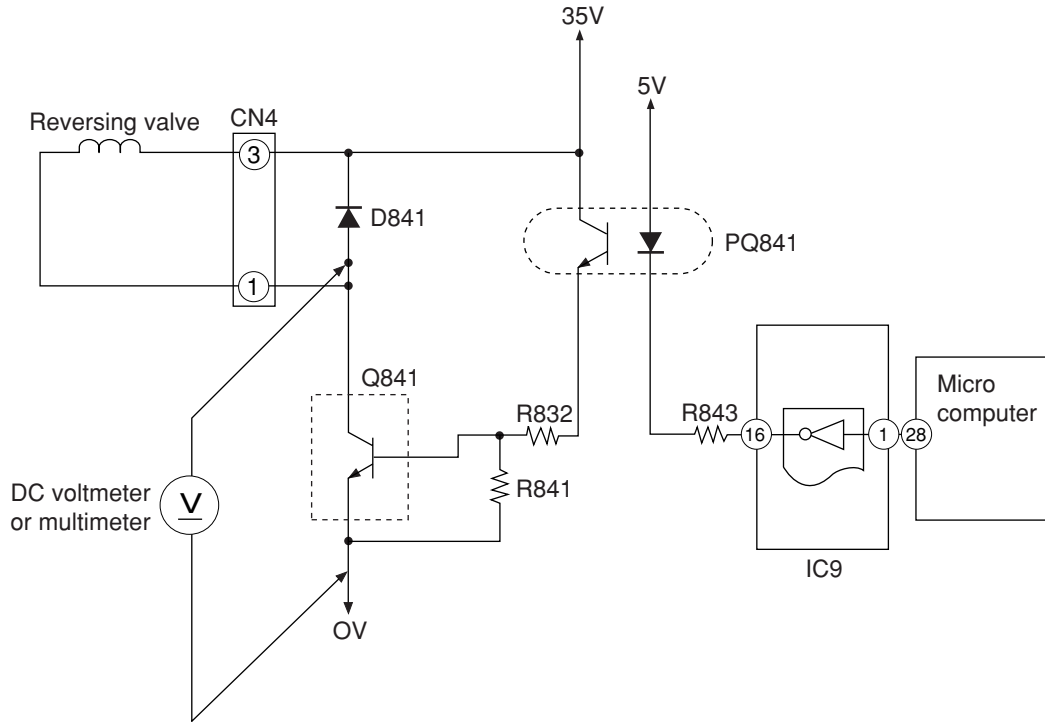 35V
5V
Reversing valve
CN4
3
D841
PQ841
1
Q841
R832
R843
16
1
28
Micro
computer
R841
DC voltmeter
or multimeter
V
IC9
OV